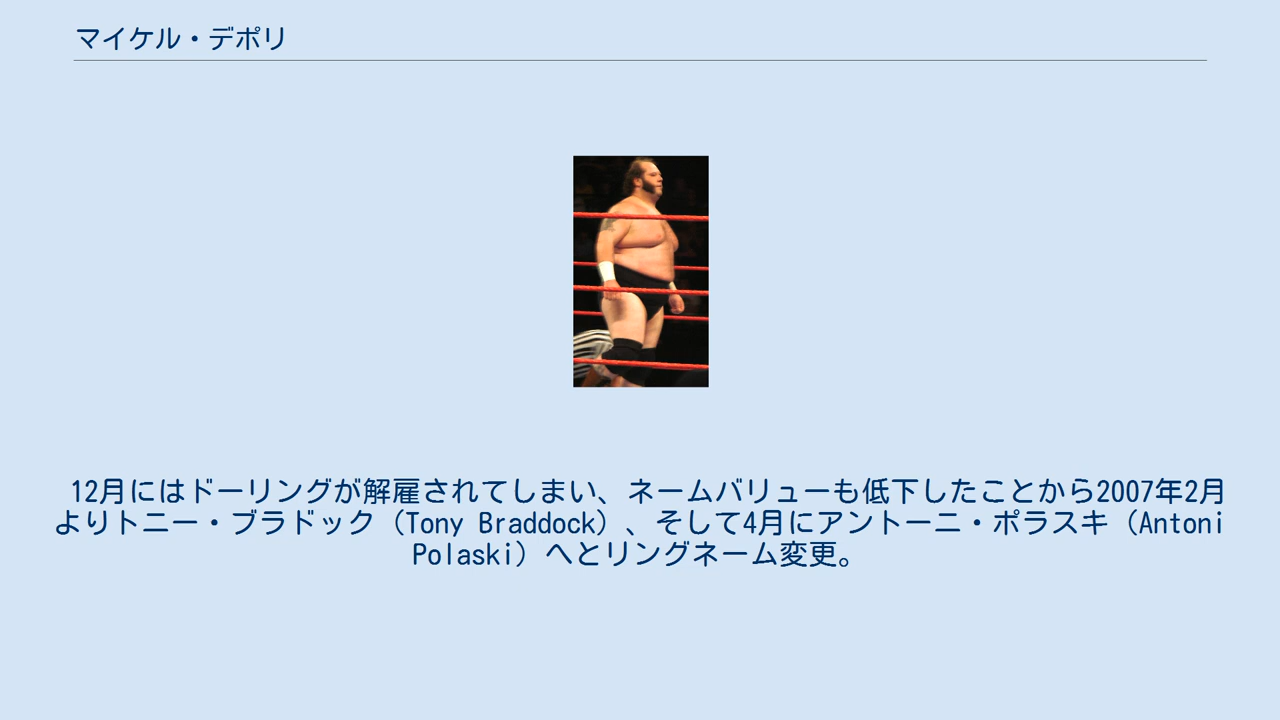 マイケル・デポリ
12月にはドーリングが解雇されてしまい、ネームバリューも低下したことから2007年2月
よりトニー・ブラドック（Tony Braddock）、そして4月にアントーニ・ポラスキ（Antoni
Polaski）へとリングネーム変更。